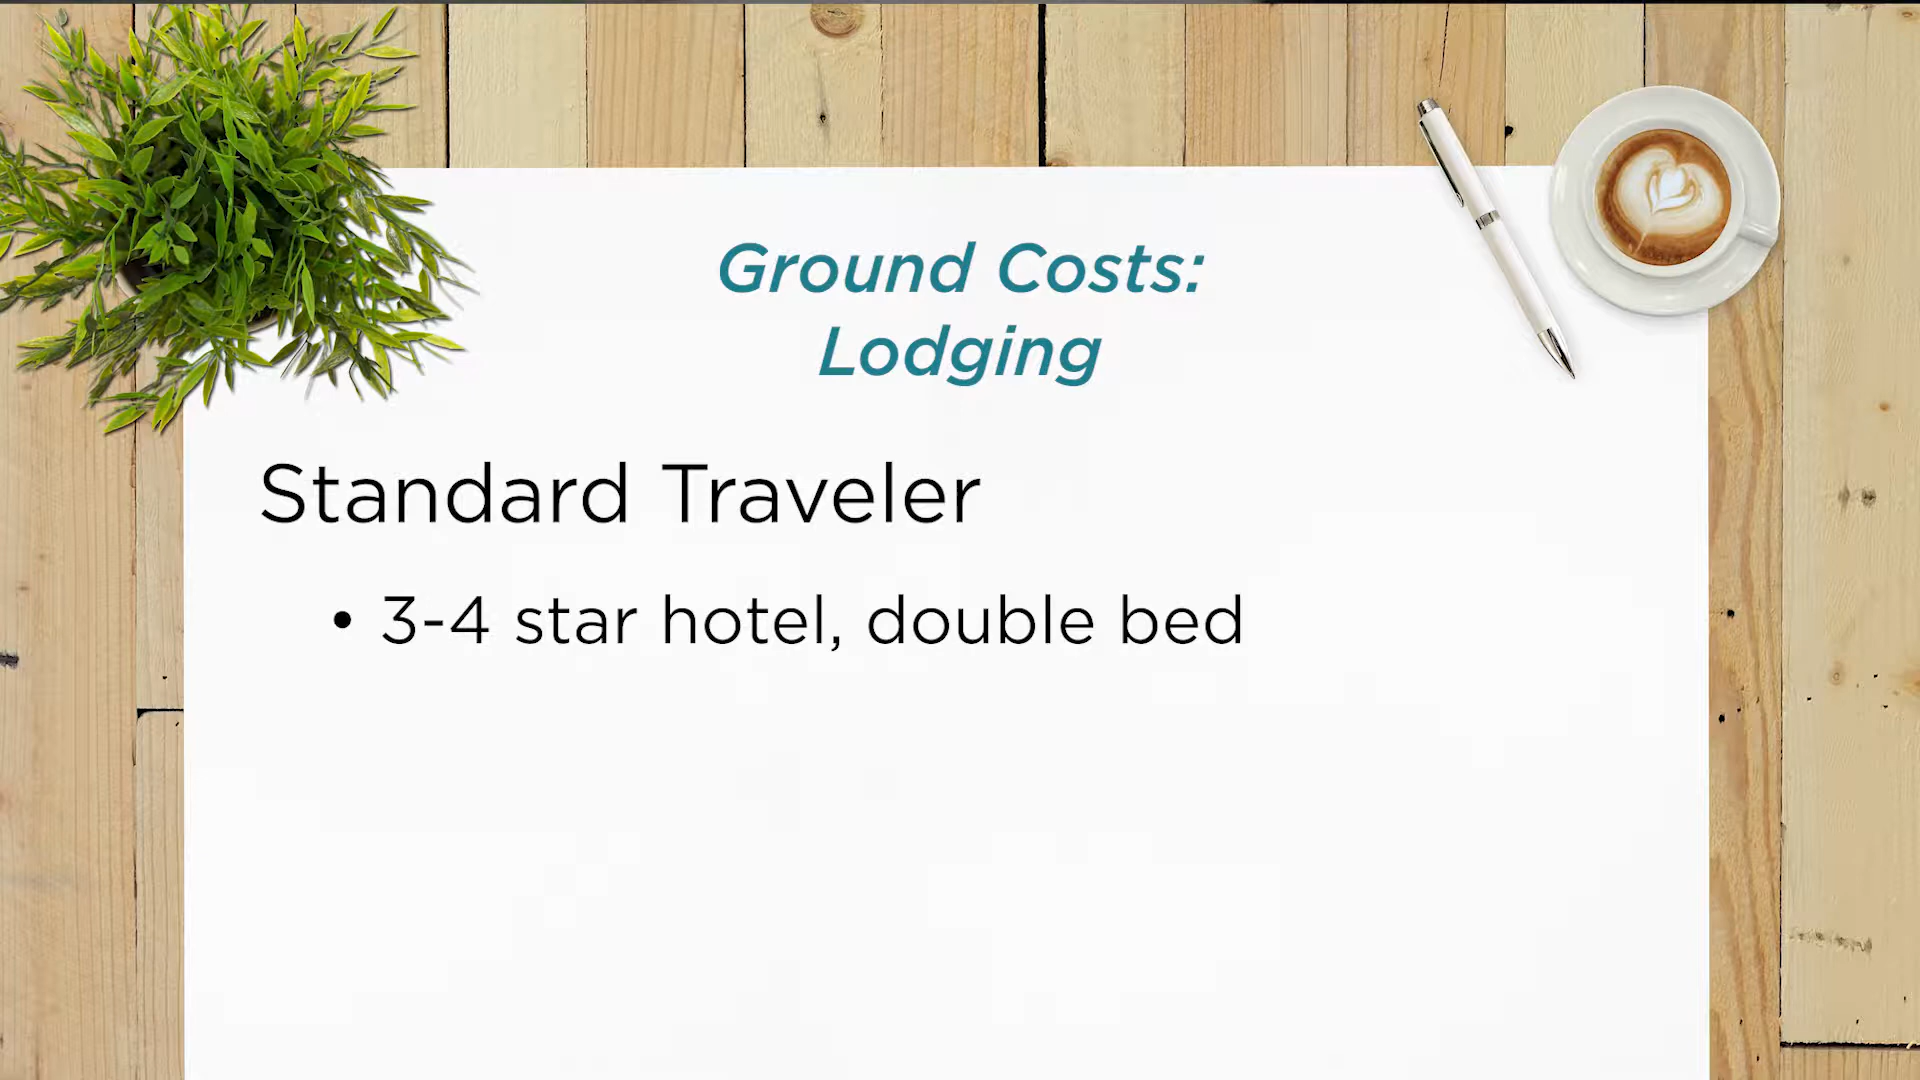 Ground Costs:
Lodging
Standard Traveler
• 3-4 star hotel, double bed